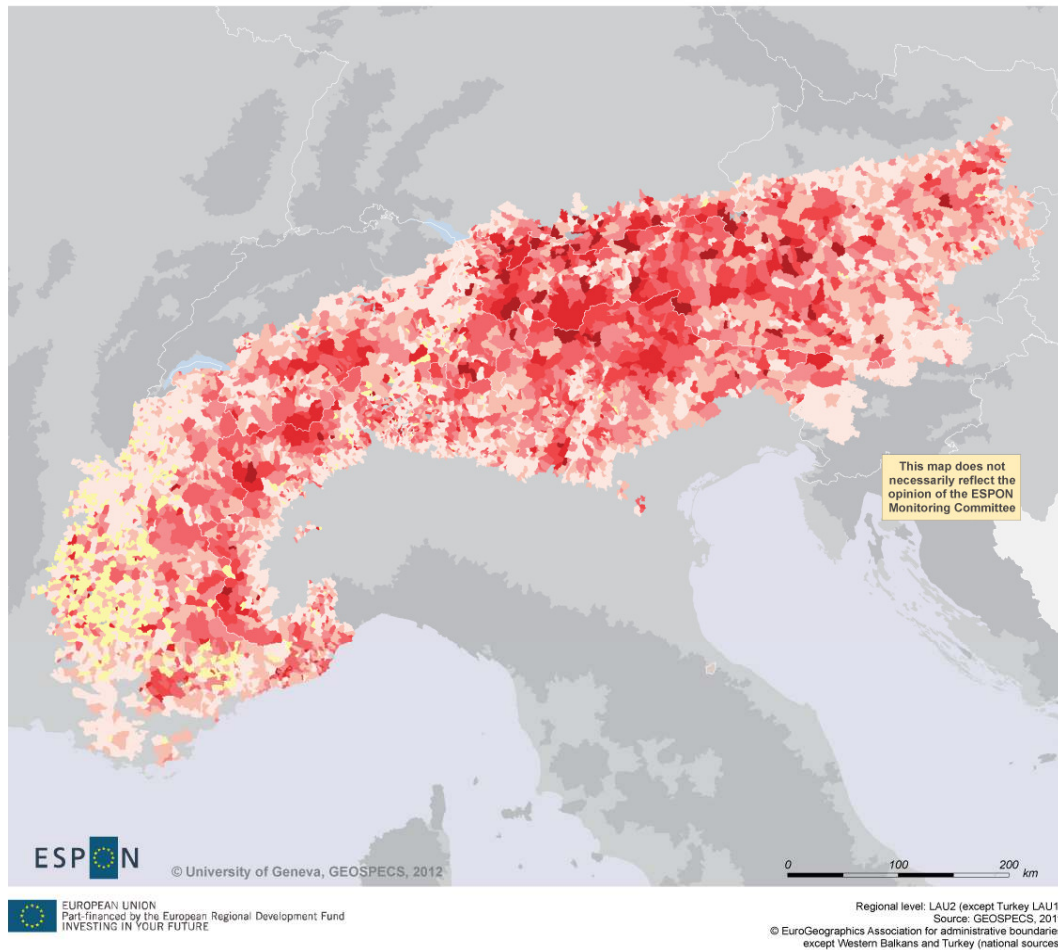 This map does not
necessarily reflect the
opinion of the ESPON
Monitoring Committee
ESPON
© University of Geneva, GEOSPECS, 2012
0 100 200
km
EUROPEAN UNION
Part-financed by the European Regional Development Fund
INVESTING IN YOUR FUTURE
Regional level: LAU2 (except Turkey LAU1
Source: GEOSPECS, 201
© EuroGeographics Association for administrative boundarie
except Western Balkans and Turkey (national sources